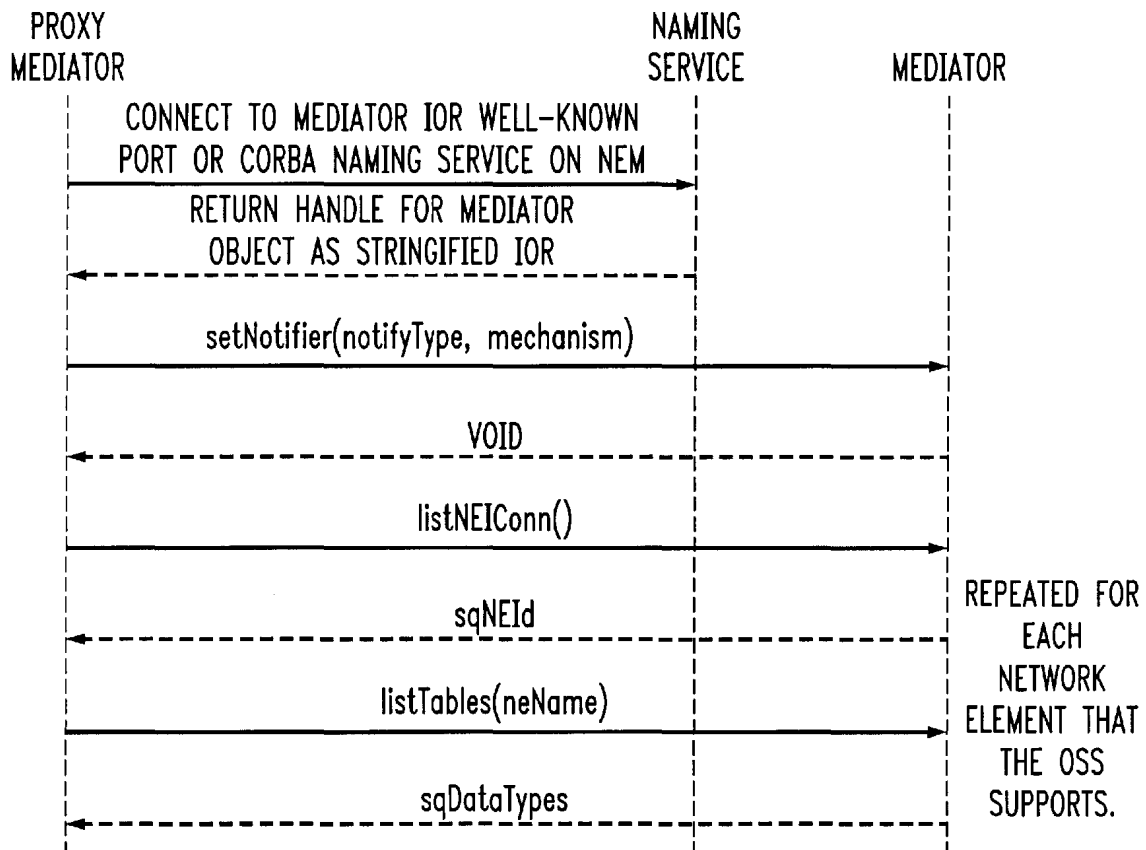 PROXY
MEDIATOR
NAMING
SERVICE
MEDIATOR
CONNECT TO MEDIATOR IOR WELL-KNOWN
PORT OR CORBA NAMING SERVICE ON NEM
RETURN HANDLE FOR MEDIATOR
OBJECT AS STRINGIFIED IOR
setNotifier(notifyType, mechanism)
VOID
listNEIConn()
sqNEId
listTables(neName)
sqDataTypes
REPEATED FOR
EACH
NETWORK
ELEMENT THAT
THE OSS
SUPPORTS.